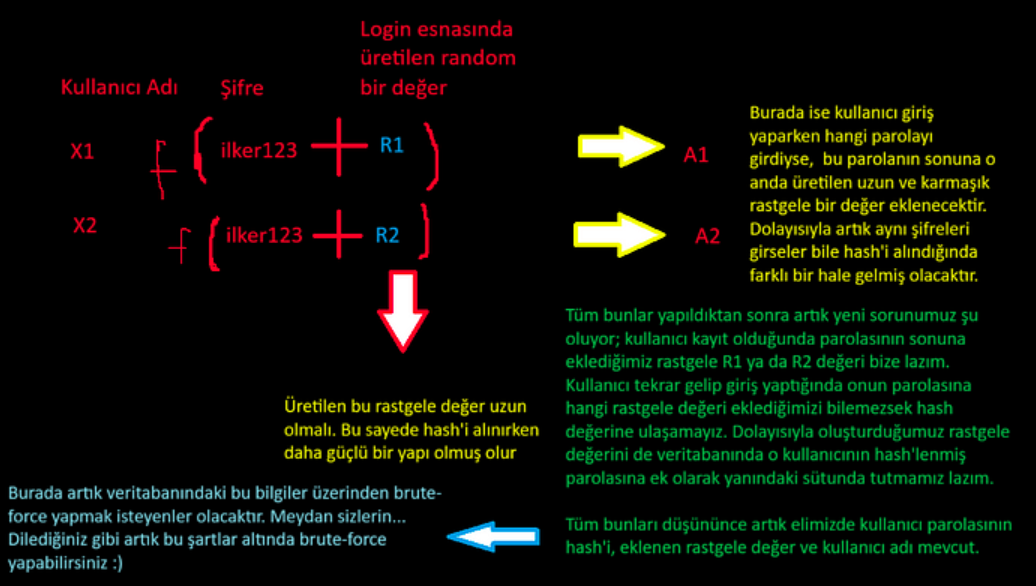 Login esnasında
üretilen random
bir değer
Kullanıcı Adı Şifre
X1 f ( ilker123 + R1 ) A1
X2 f ( ilker123 + R2 ) A2
Burada ise kullanıcı giriş
yaparken hangi parolayı
girdiyse, bu parolanın sonuna o
anda üretilen uzun ve karmaşık
rastgele bir değer eklenecektir.
Dolayısıyla artık aynı şifreleri
girseler bile hash'i alındığında
farklı bir hale gelmiş olacaktır.
Tüm bunlar yapıldıktan sonra artık yeni sorunumuz şu
oluyor; kullanıcı kayıt olduğunda parolasının sonuna
eklediğimiz rastgele R1 ya da R2 değeri bize lazım.
Kullanıcı tekrar gelip giriş yaptığında onun parolasına
hangi rastgele değeri eklediğimizi bilemezsek hash
değerine ulaşamayız. Dolayısıyla oluşturduğumuz rastgele
değerini de veritabanında o kullanıcının hash'lenmiş
parolasına ek olarak yanındaki sütunda tutmamız lazım.
Üretilen bu rastgele değer uzun
olmalı. Bu sayede hash'i alınırken
daha güçlü bir yapı olmuş olur
Tüm bunları düşününce artık elimizde kullanıcı parolasının
hash'i, eklenen rastgele değer ve kullanıcı adı mevcut.
Burada artık veritabanındaki bu bilgiler üzerinden brute-
force yapmak isteyenler olacaktır. Meydan sizlerin...
Dilediğiniz gibi artık bu şartlar altında brute-force
yapabilirsiniz :)